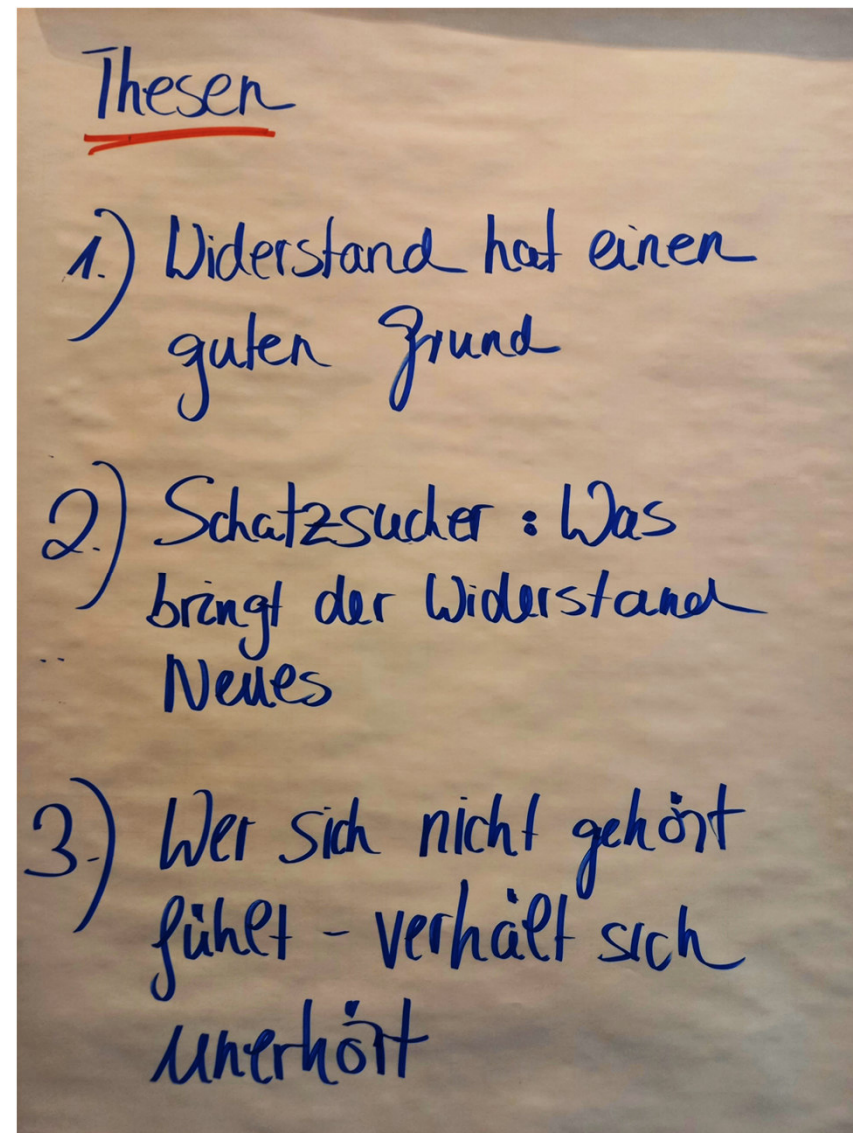 Thesen
1.) Widerstand hat einen
guten Grund
2.) Schatzsucher : Was
bringt der Widerstand
Neues
3.) Wer sich nicht gehört
fühlt - verhält sich
unerhört